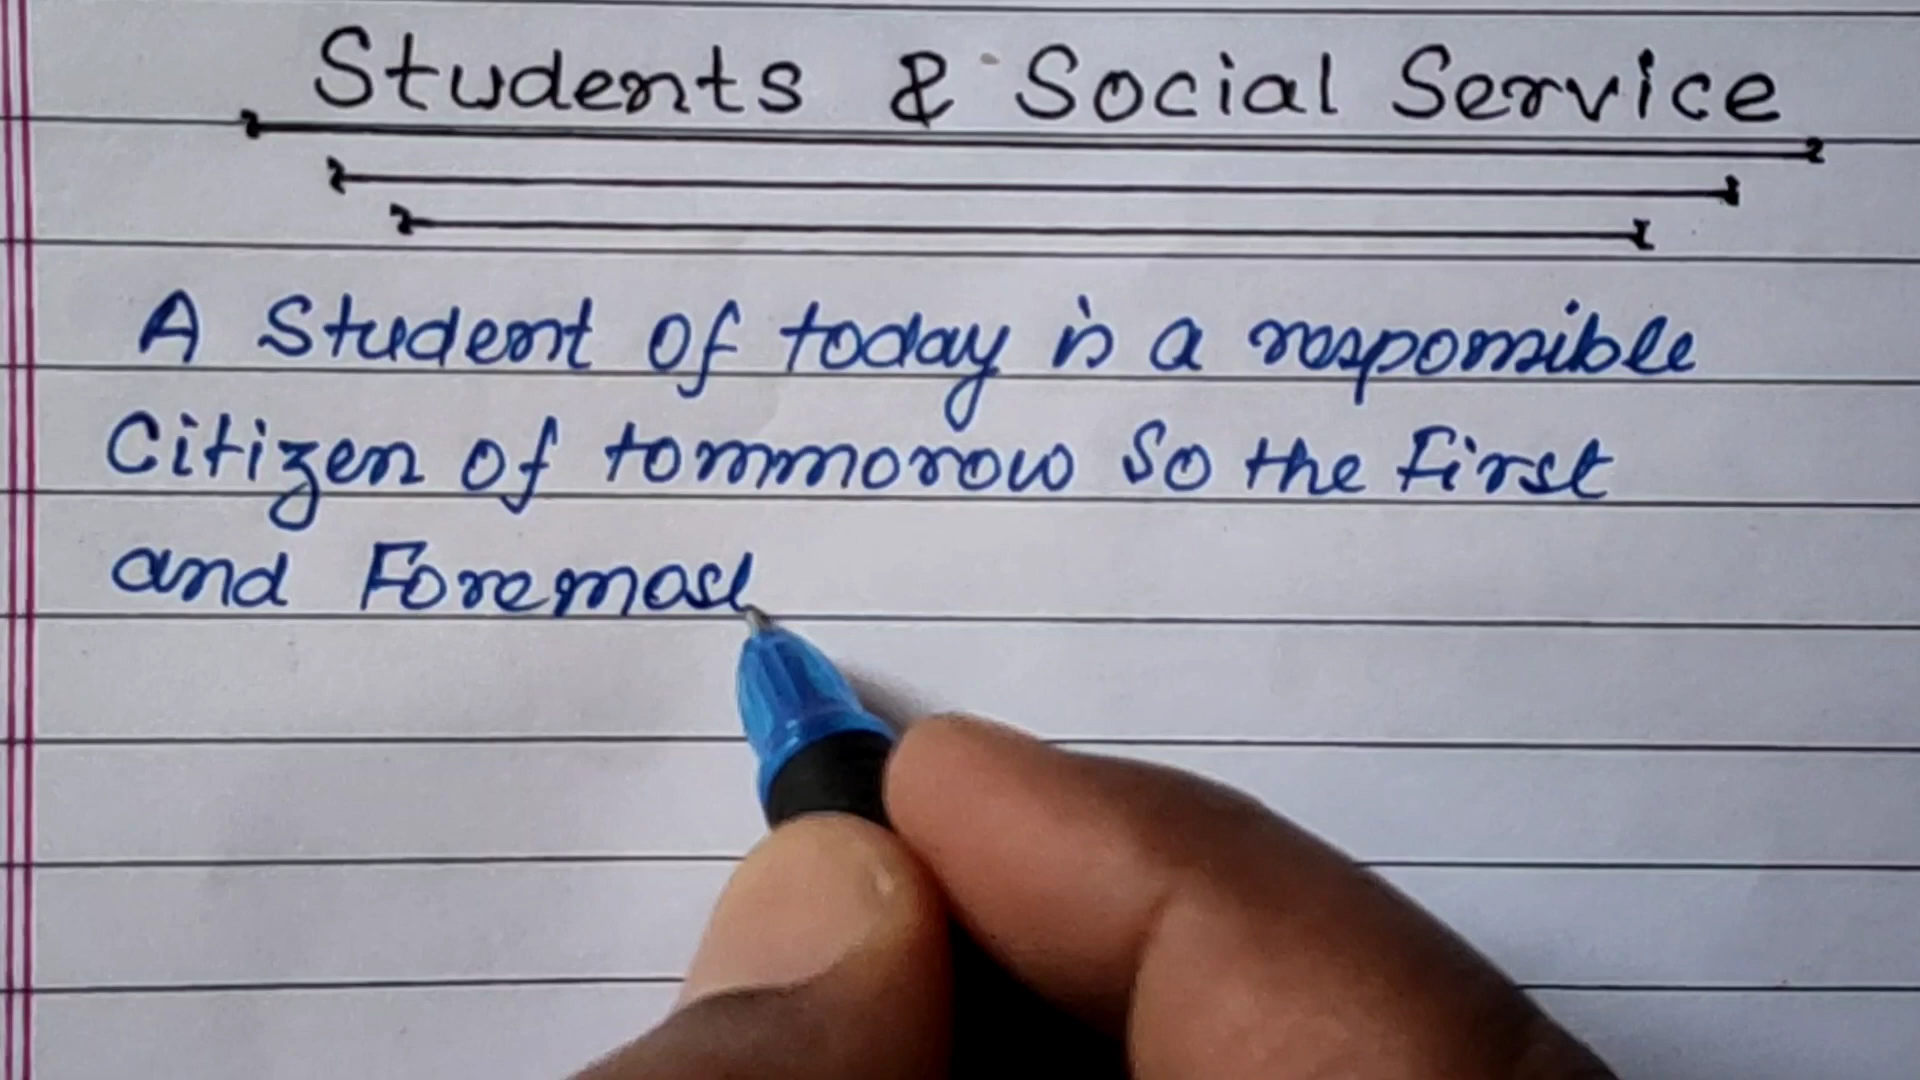 Students & Social Service
A Student of today is a responsible
Citizen of tommorow So the First
and Foremost